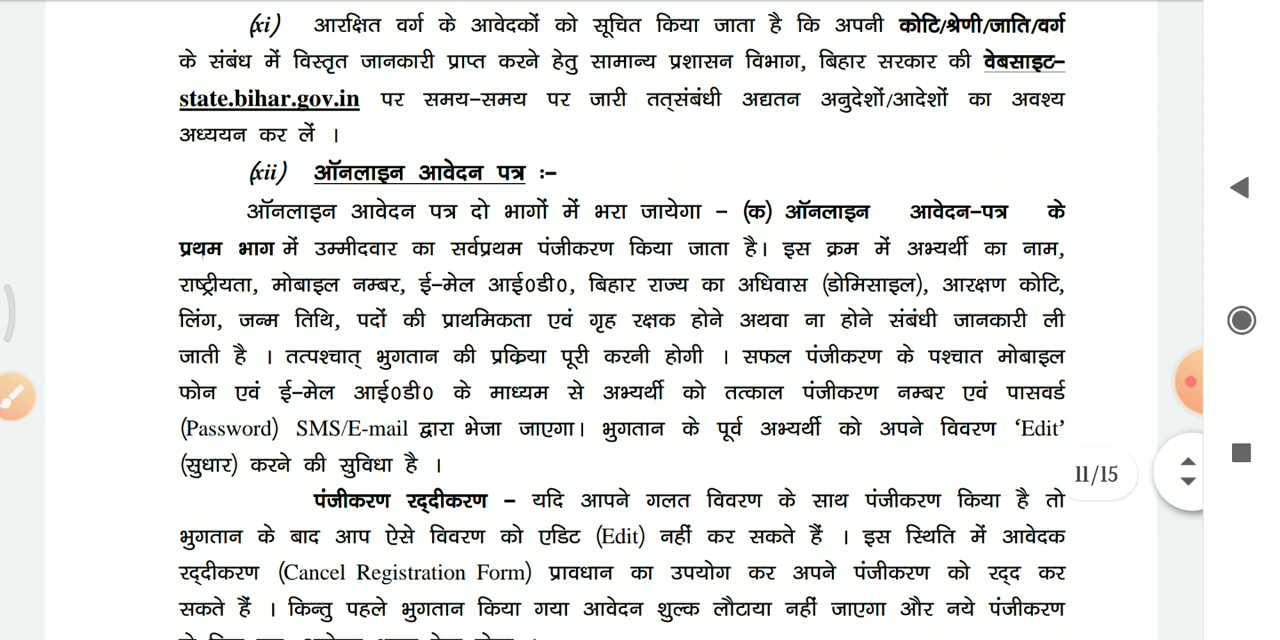 (xi) आरक्षित वर्ग के आवेदकों को सूचित किया जाता है कि अपनी कोटि/श्रेणी/जाति/वर्ग
के संबंध में विस्तृत जानकारी प्राप्त करने हेतु सामान्य प्रशासन विभाग, बिहार सरकार की वेबसाइट–
state.bihar.gov.in पर समय–समय पर जारी तत्संबंधी अद्यतन अनुदेशों/आदेशों का अवश्य
अध्ययन कर लें ।
(xii) ऑनलाइन आवेदन पत्र :–
ऑनलाइन आवेदन पत्र दो भागों में भरा जायेगा – (क) ऑनलाइन आवेदन–पत्र के
प्रथम भाग में उम्मीदवार का सर्वप्रथम पंजीकरण किया जाता है। इस क्रम में अभ्यर्थी का नाम,
राष्ट्रीयता, मोबाइल नम्बर, ई–मेल आई0डी0, बिहार राज्य का अधिवास (डोमिसाइल), आरक्षण कोटि,
लिंग, जन्म तिथि, पदों की प्राथमिकता एवं गृह रक्षक होने अथवा ना होने संबंधी जानकारी ली
जाती है । तत्पश्चात् भुगतान की प्रक्रिया पूरी करनी होगी । सफल पंजीकरण के पश्चात मोबाइल
फोन एवं ई–मेल आई0डी0 के माध्यम से अभ्यर्थी को तत्काल पंजीकरण नम्बर एवं पासवर्ड
(Password) SMS/E-mail द्वारा भेजा जाएगा। भुगतान के पूर्व अभ्यर्थी को अपने विवरण ‘Edit’
(सुधार) करने की सुविधा है ।
पंजीकरण रद्दीकरण – यदि आपने गलत विवरण के साथ पंजीकरण किया है तो
भुगतान के बाद आप ऐसे विवरण को एडिट (Edit) नहीं कर सकते हैं । इस स्थिति में आवेदक
रद्दीकरण (Cancel Registration Form) प्रावधान का उपयोग कर अपने पंजीकरण को रद्द कर
सकते हैं । किन्तु पहले भुगतान किया गया आवेदन शुल्क लौटाया नहीं जाएगा और नये पंजीकरण
11/15